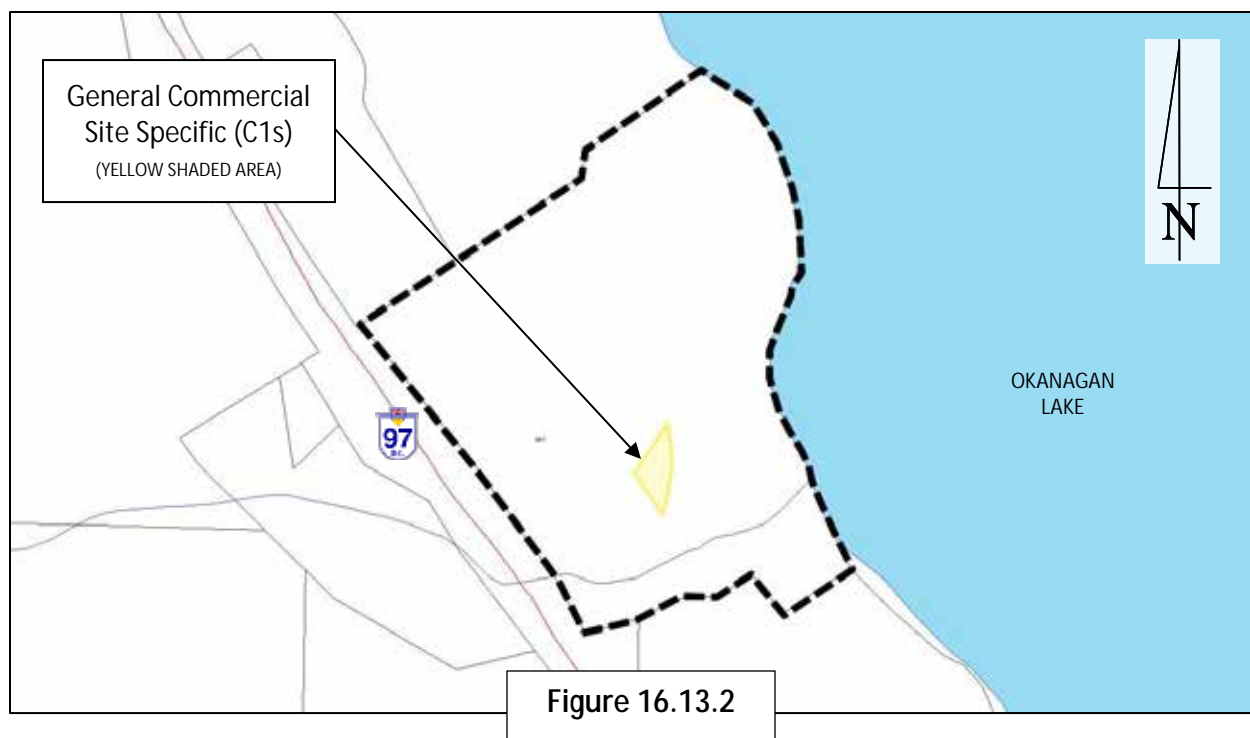 General Commercial
Site Specific (C1s)
(YELLOW SHADED AREA)
N
97
B.C.
OKANAGAN
LAKE
Figure 16.13.2